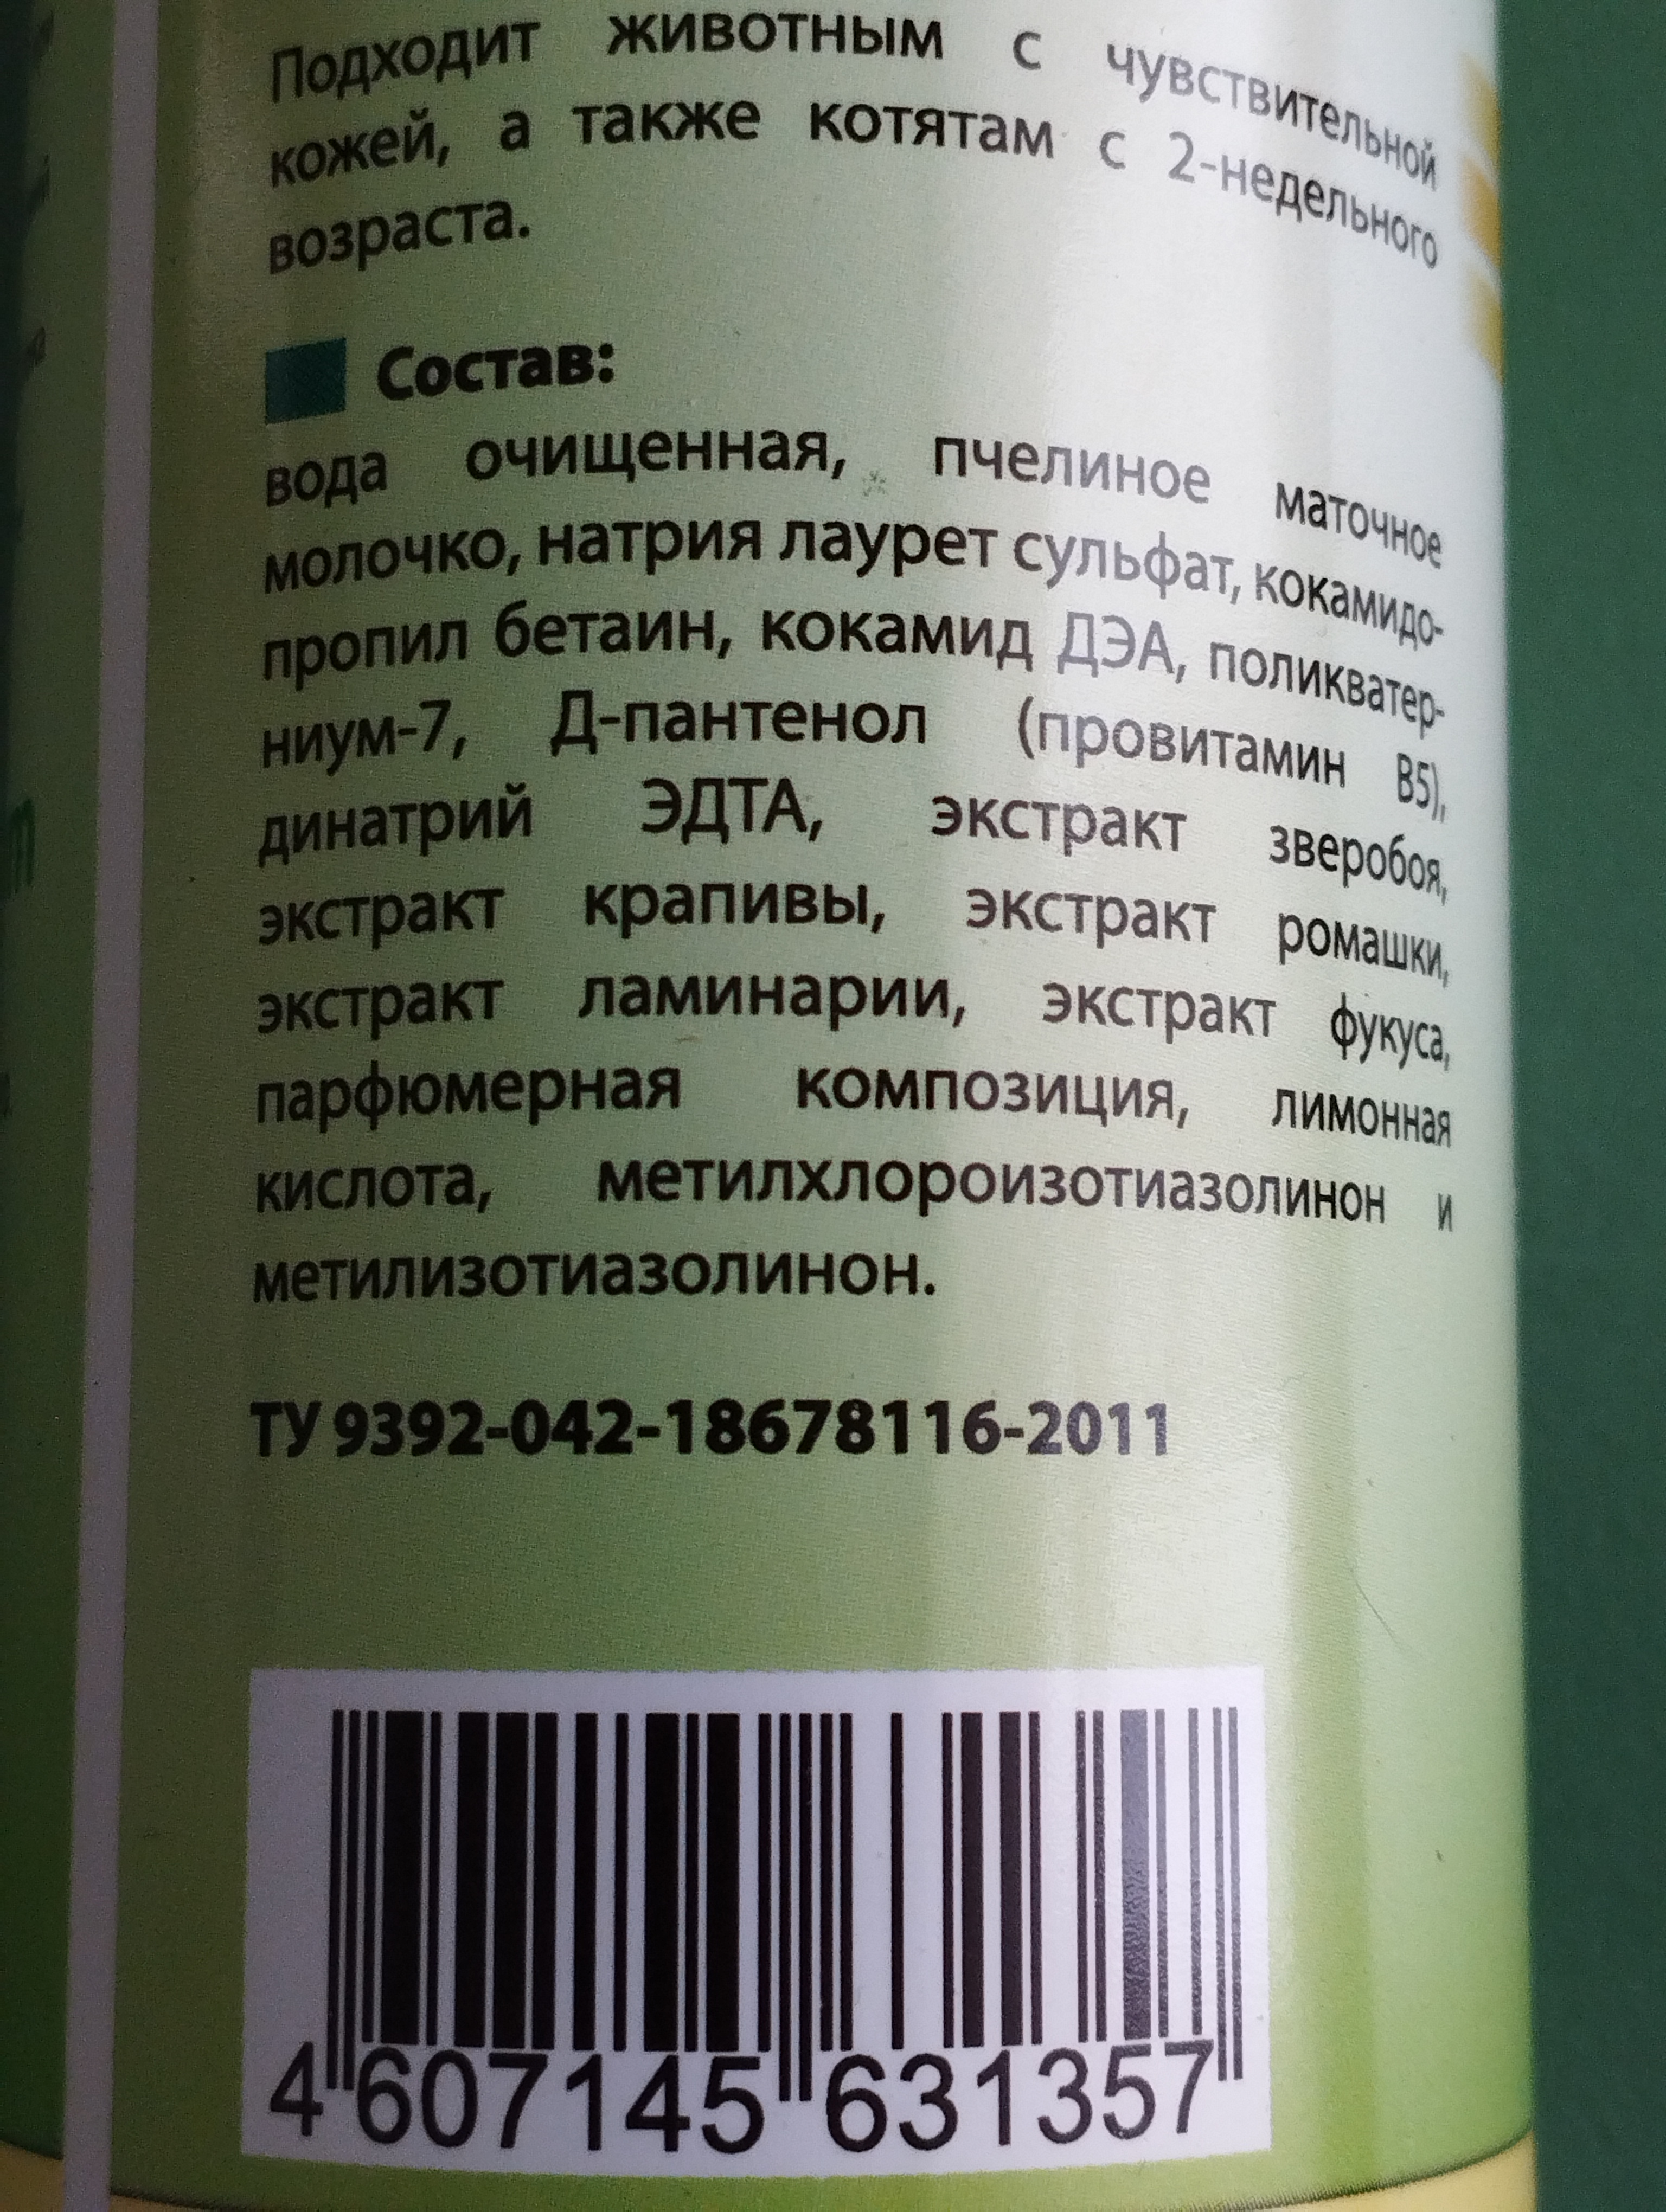 Подходит животным с чувствительной
кожей, а также котятам с 2-недельного
возраста.
Состав:
вода очищенная, пчелиное маточное
молочко, натрия лаурет сульфат, кокамидо-
пропил бетаин, кокамид ДЭА, поликватер-
ниум-7, Д-пантенол (провитамин В5),
динатрий ЭДТА, экстракт зверобоя,
экстракт крапивы, экстракт ромашки,
экстракт ламинарии, экстракт фукуса,
парфюмерная композиция, лимонная
кислота, метилхлороизотиазолинон и
метилизотиазолинон.
ТУ 9392-042-18678116-2011
4 607145 631357